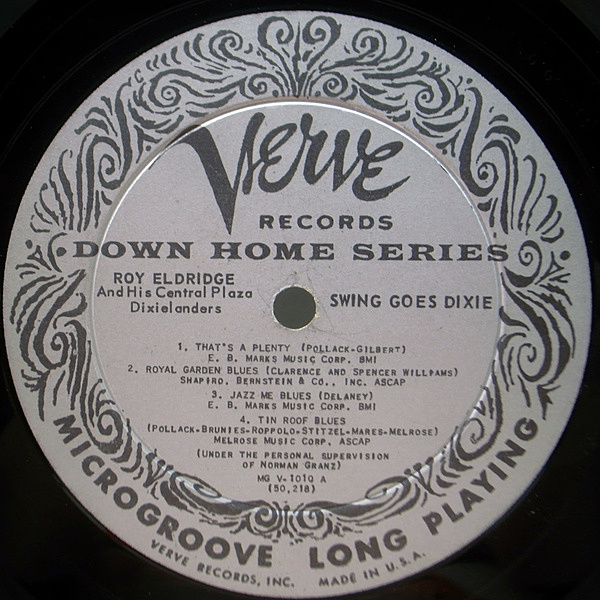 Verve
RECORDS
DOWN HOME SERIES
ROY ELDRIDGE
And His Central Plaza
Dixielanders
SWING GOES DIXIE
1. THAT'S A PLENTY (POLLACK-GILBERT)
E. B. MARKS MUSIC CORP. BMI
2. ROYAL GARDEN BLUES (CLARENCE AND SPENCER WILLIAMS)
SHAPIRO, BERNSTEIN & CO., INC. ASCAP
3. JAZZ ME BLUES (DELANEY)
E. B. MARKS MUSIC CORP. BMI
4. TIN ROOF BLUES
(POLLACK-BRUNIES-ROPPOLO-STITZEL-MARES-MELROSE)
MELROSE MUSIC CORP. ASCAP
(UNDER THE PERSONAL SUPERVISION
OF NORMAN GRANZ)
MG V-1010 A
(50,218)
MICROGROOVE LONG PLAYING
VERVE RECORDS, INC. MADE IN U.S.A.